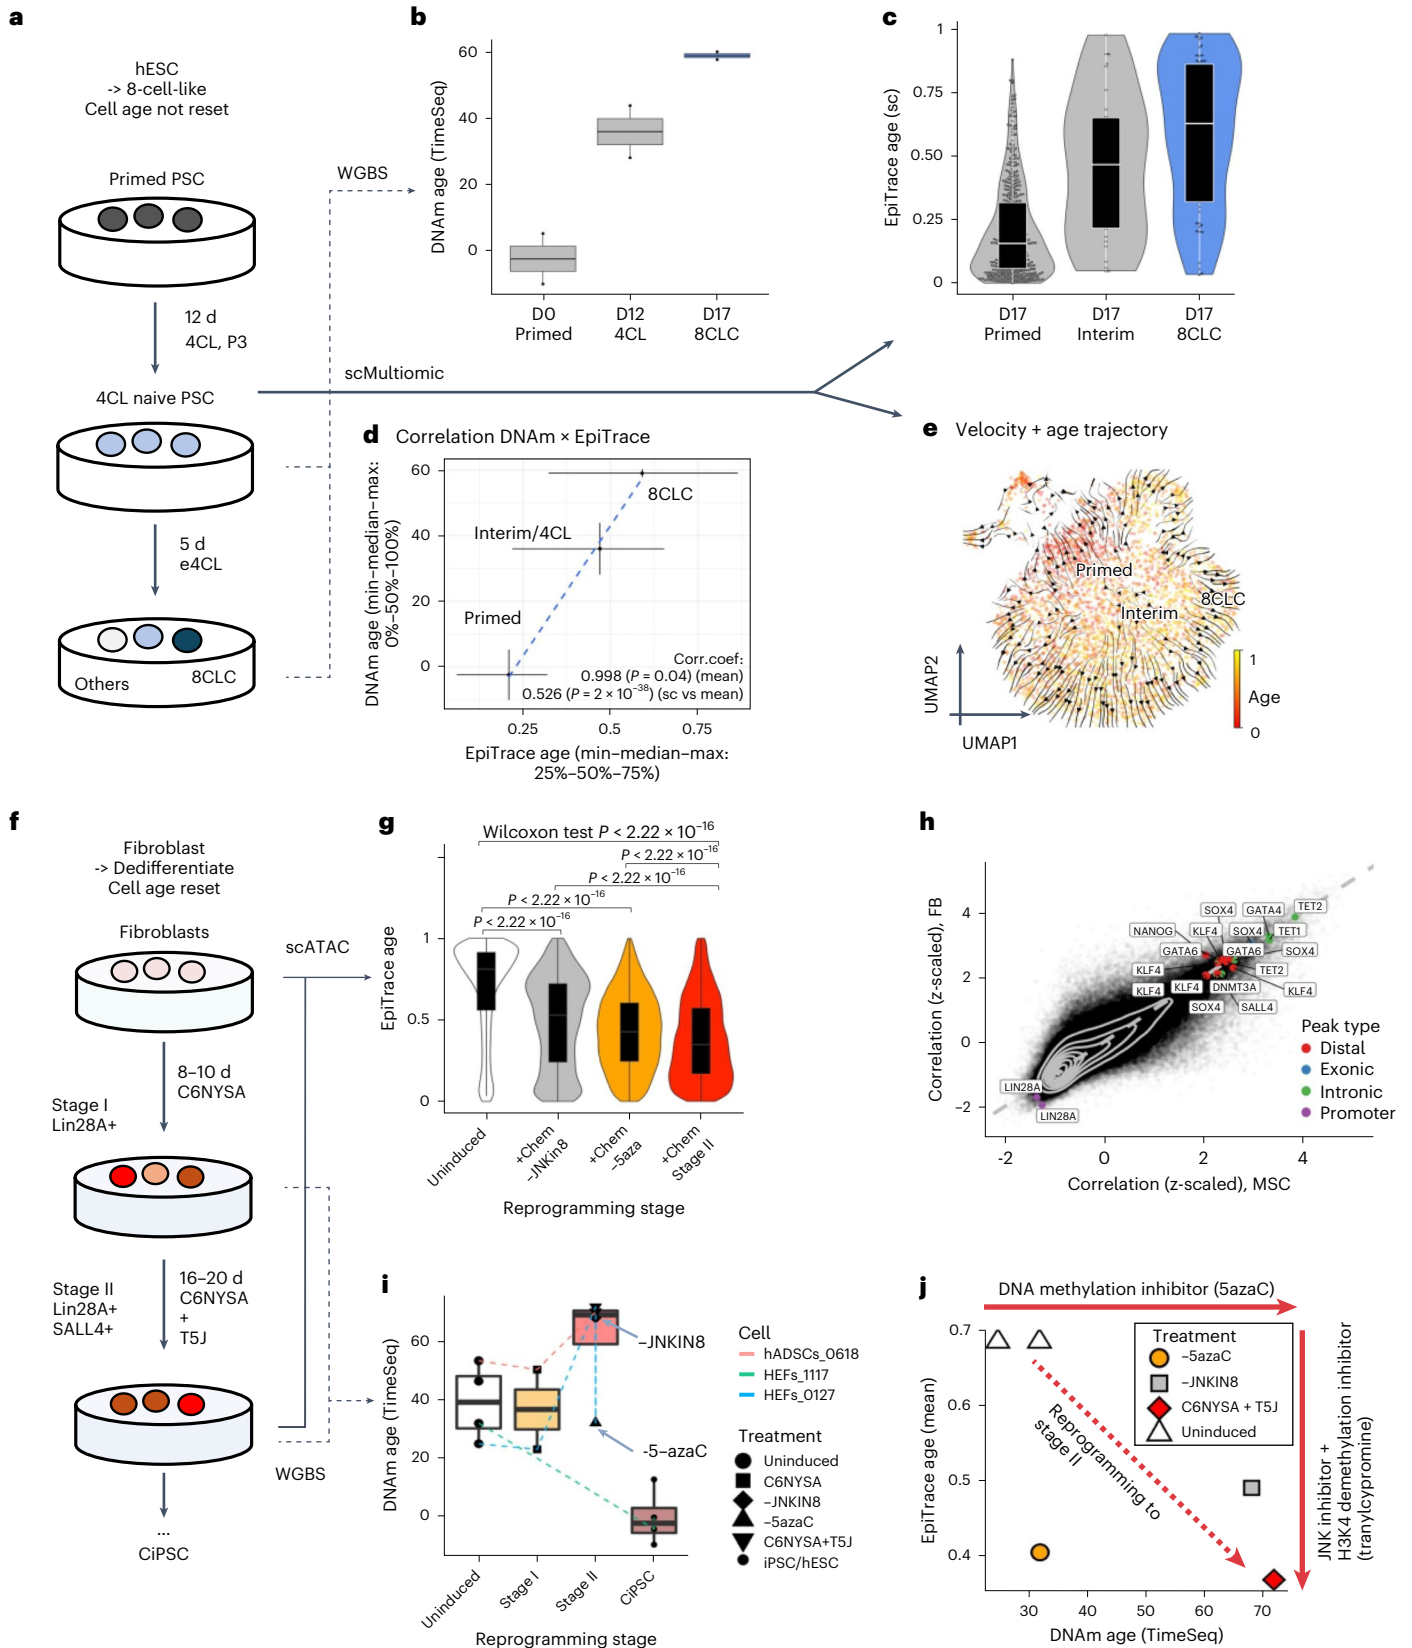 a
hESC
-> 8-cell-like
Cell age not reset
Primed PSC
12 d
4CL, P3
4CL naive PSC
5 d
e4CL
Others
8CLC
WGBS
scMultiomic
b
DNAm age (TimeSeq)
60
40
20
0
D0
Primed
D12
4CL
D17
8CLC
c
EpiTrace age (sc)
1
0.75
0.50
0.25
0
D17
Primed
D17
Interim
D17
8CLC
d Correlation DNAm × EpiTrace
DNAm age (min–median–max:
0%–50%–100%)
60
40
20
0
8CLC
Interim/4CL
Primed
Corr.coef:
0.998 (P = 0.04) (mean)
0.526 (P = 2 × 10⁻³⁸) (sc vs mean)
0.25
0.5
0.75
EpiTrace age (min–median–max:
25%–50%–75%)
e Velocity + age trajectory
Primed
Interim
8CLC
UMAP2
UMAP1
1
Age
0
f
Fibroblast
-> Dedifferentiate
Cell age reset
Fibroblasts
scATAC
8–10 d
C6NYSA
Stage I
Lin28A+
Stage II
Lin28A+
SALL4+
16–20 d
C6NYSA
+
T5J
WGBS
...
CiPSC
g
Wilcoxon test P < 2.22 × 10⁻¹⁶
P < 2.22 × 10⁻¹⁶
P < 2.22 × 10⁻¹⁶
P < 2.22 × 10⁻¹⁶
P < 2.22 × 10⁻¹⁶
EpiTrace age
1
0.5
0
Uninduced
+Chem
–JNKin8
+Chem
–5aza
+Chem
Stage II
Reprogramming stage
h
Correlation (z-scaled), FB
4
2
0
–2
SOX4
GATA4
TET2
NANOG
KLF4
SOX4
TET1
GATA6
GATA6
SOX4
KLF4
TET2
KLF4
KLF4
DNMT3A
KLF4
SOX4
SALL4
LIN28A
LIN28A
Peak type
Distal
Exonic
Intronic
Promoter
-2
0
2
4
Correlation (z-scaled), MSC
i
DNAm age (TimeSeq)
60
40
20
0
–JNKIN8
-5–azaC
Uninduced
Stage I
Stage II
CiPSC
Reprogramming stage
Cell
hADSCs_0618
HEFs_1117
HEFs_0127
Treatment
Uninduced
C6NYSA
–JNKIN8
–5azaC
C6NYSA+T5J
iPSC/hESC
j
DNA methylation inhibitor (5azaC)
EpiTrace age (mean)
0.7
0.6
0.5
0.4
Treatment
–5azaC
–JNKIN8
C6NYSA + T5J
Uninduced
Reprogramming to
stage II
JNK inhibitor +
H3K4 demethylation inhibitor
(tranylcypromine)
30
40
50
60
70
DNAm age (TimeSeq)